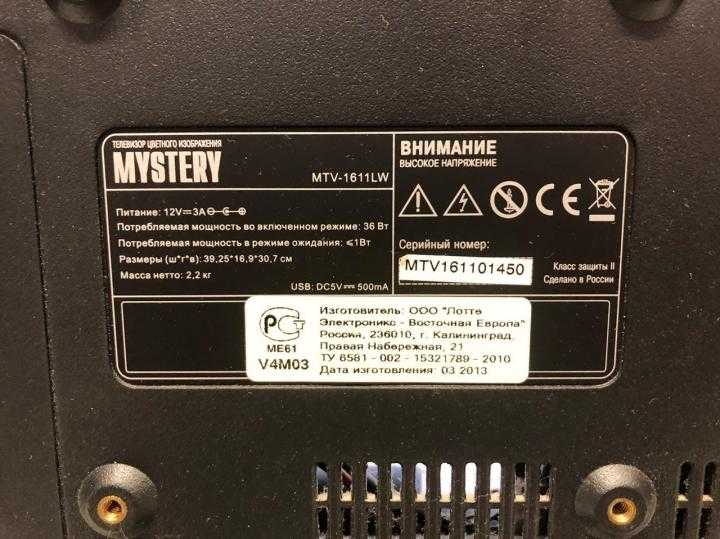 ТЕЛЕВИЗОР ЦВЕТНОГО ИЗОБРАЖЕНИЯ
MYSTERY
MTV-1611LW
Питание: 12V 3A
Потребляемая мощность во включенном режиме: 36 Вт
Потребляемая мощность в режиме ожидания: ≤1Вт
Размеры (ш*г*в): 39,25*16,9*30,7 см
Масса нетто: 2,2 кг
USB: DC5V 500mA
ВНИМАНИЕ
ВЫСОКОЕ НАПРЯЖЕНИЕ
CE
Серийный номер:
MTV161101450
Класс защиты II
Сделано в России
РСТ
МЕ61
V4M03
Изготовитель: ООО "Лотте
Электроникс - Восточная Европа"
Россия, 236010, г. Калининград,
Правая Набережная, 21
ТУ 6581 - 002 - 15321789 - 2010
Дата изготовления: 03 2013